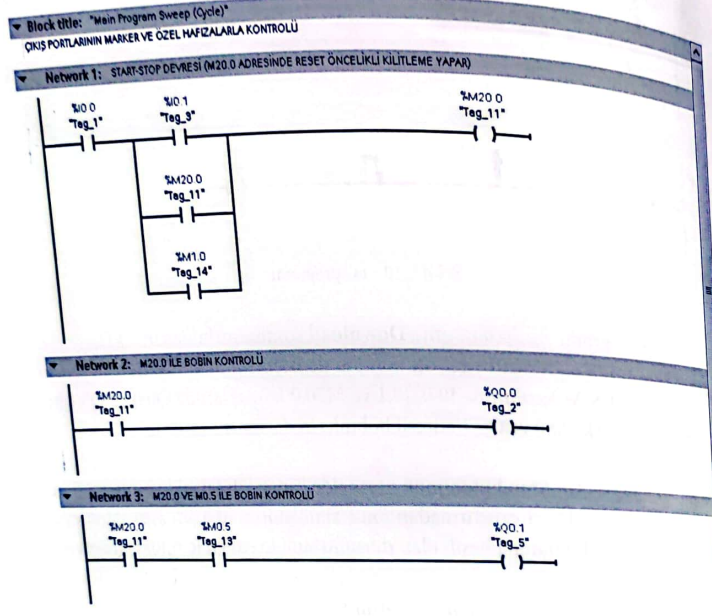 Block title: "Main Program Sweep (Cycle)"
ÇIKIŞ PORTLARININ MARKER VE ÖZEL HAFIZALARLA KONTROLÜ
Network 1: START-STOP DEVRESİ (M20.0 ADRESİNDE RESET ÖNCELİKLİ KİLİTLEME YAPAR)
%I0.0
"Tag_1"
%I0.1
"Tag_3"
%M20.0
"Tag_11"
%M20.0
"Tag_11"
%M1.0
"Tag_14"
Network 2: M20.0 İLE BOBİN KONTROLÜ
%M20.0
"Tag_11"
%Q0.0
"Tag_2"
Network 3: M20.0 VE M0.5 İLE BOBİN KONTROLÜ
%M20.0
"Tag_11"
%M0.5
"Tag_13"
%Q0.1
"Tag_5"